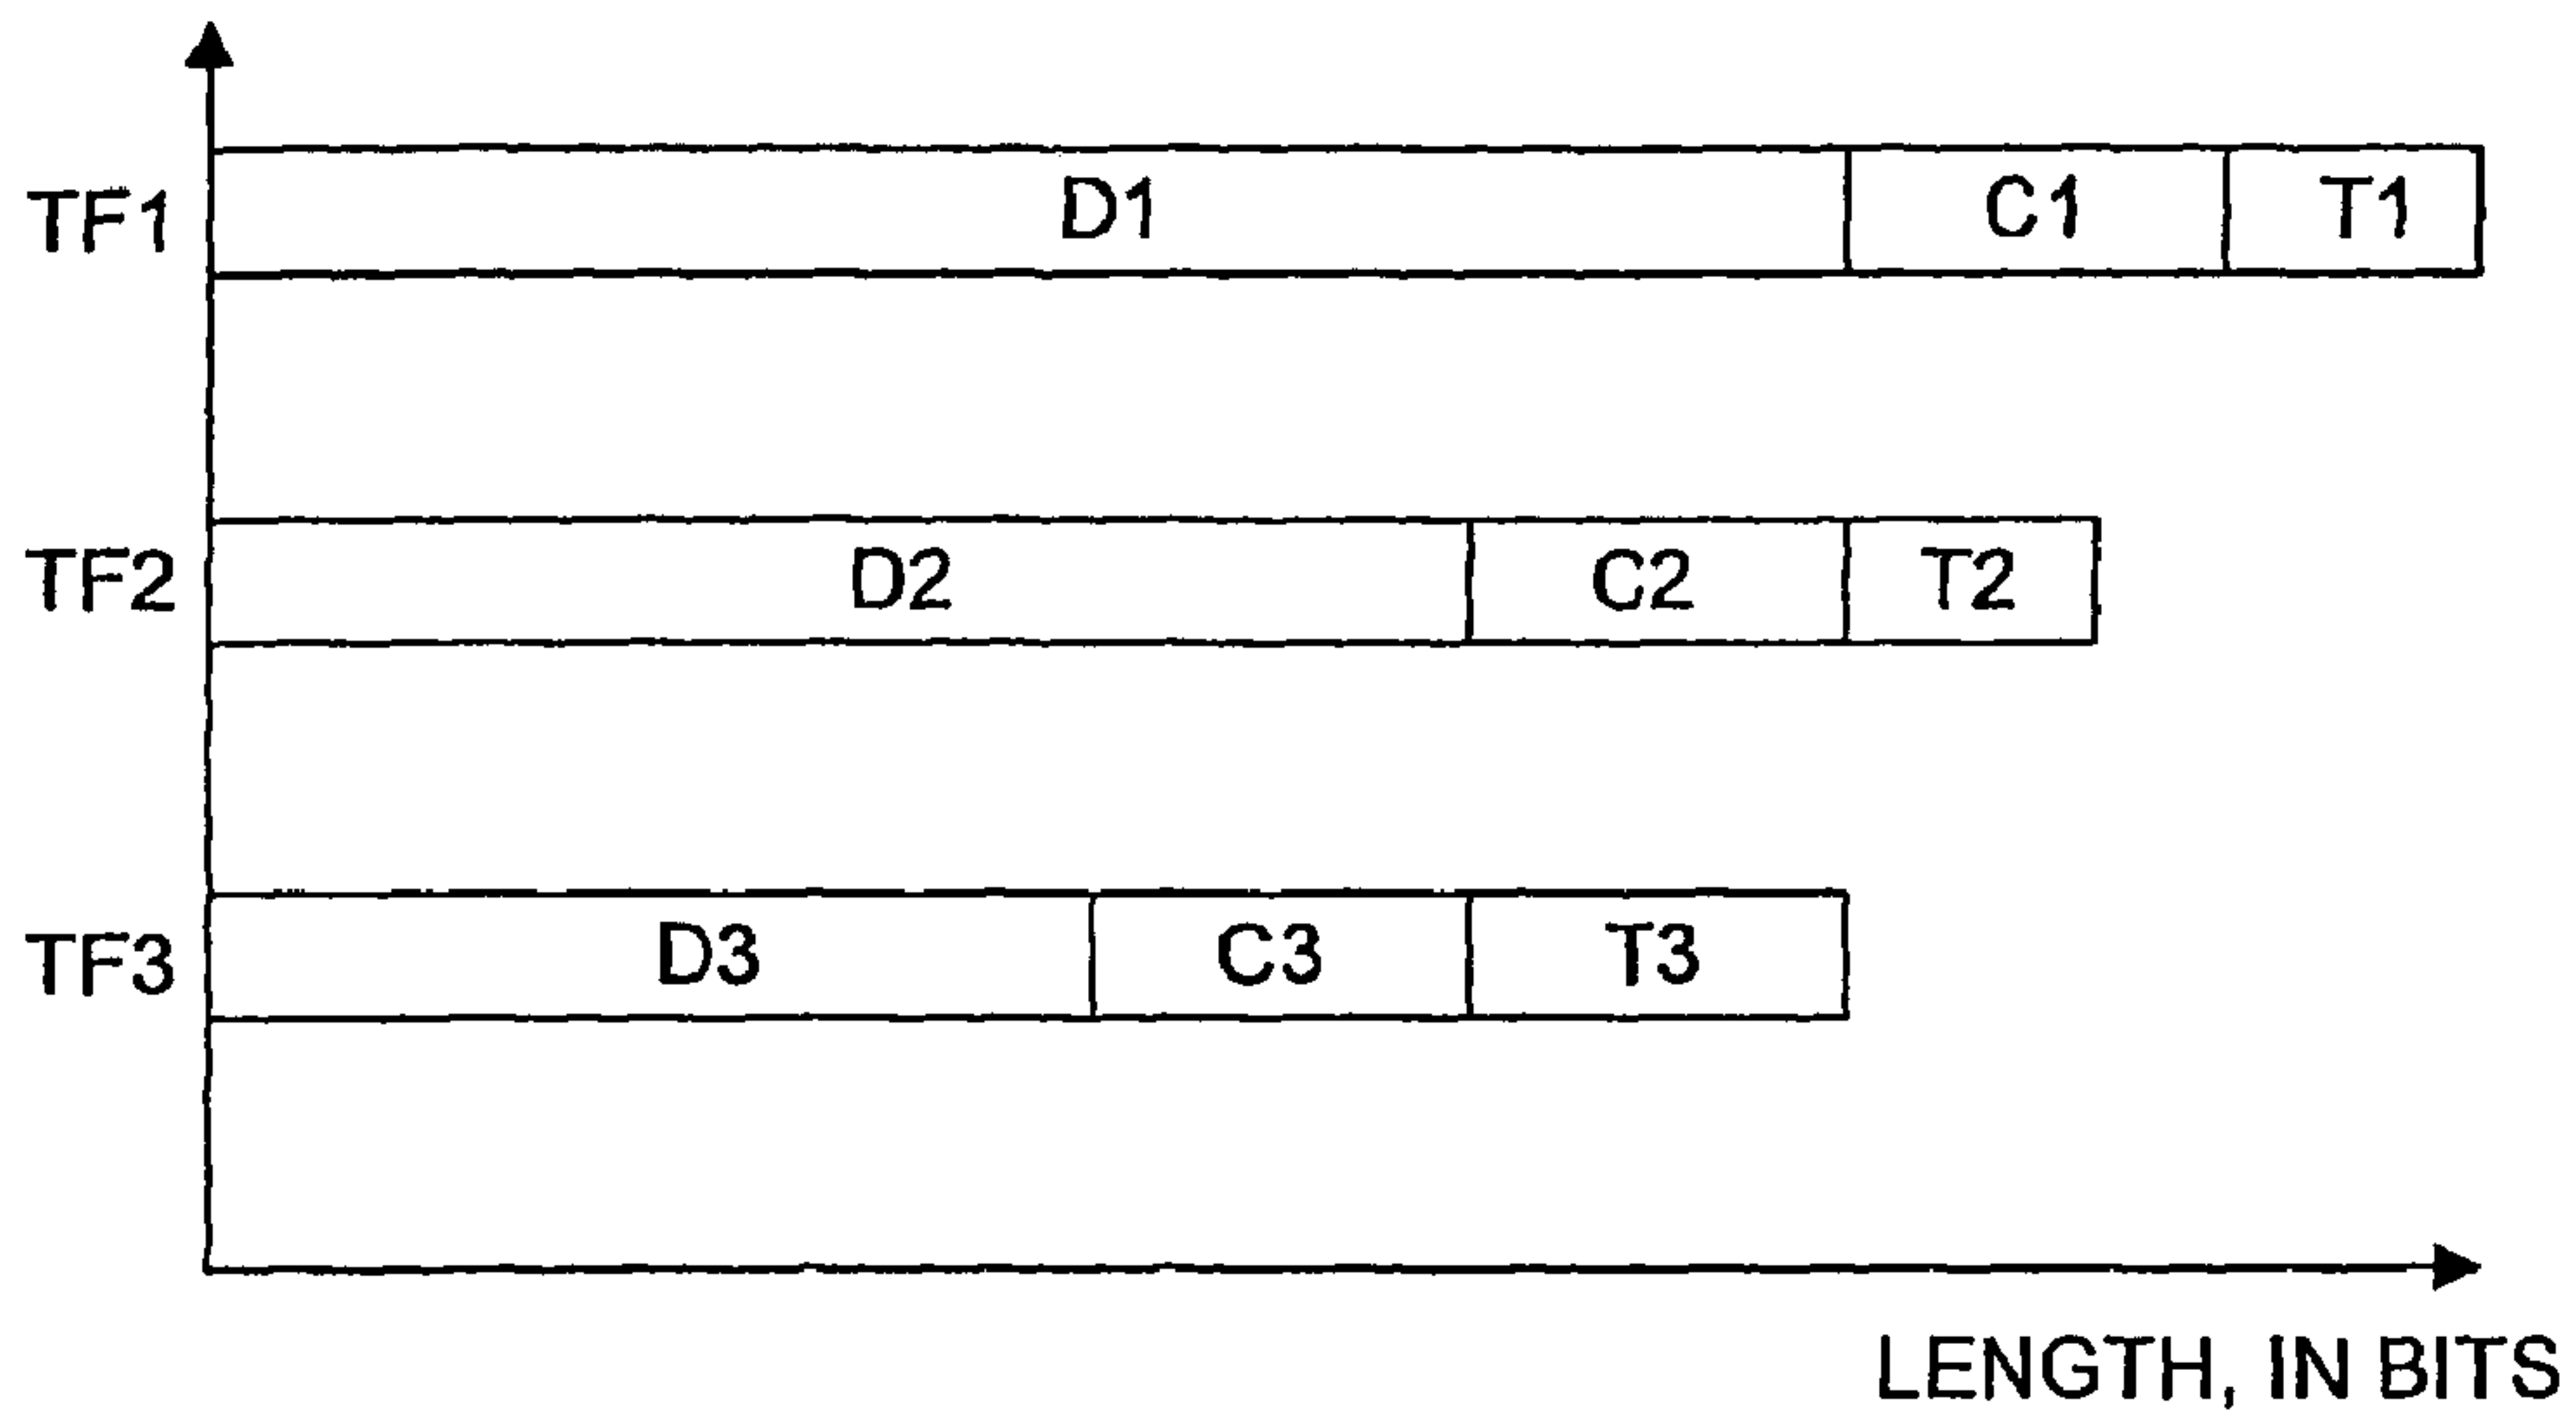 TF1 D1 C1 T1
TF2 D2 C2 T2
TF3 D3 C3 T3
LENGTH, IN BITS